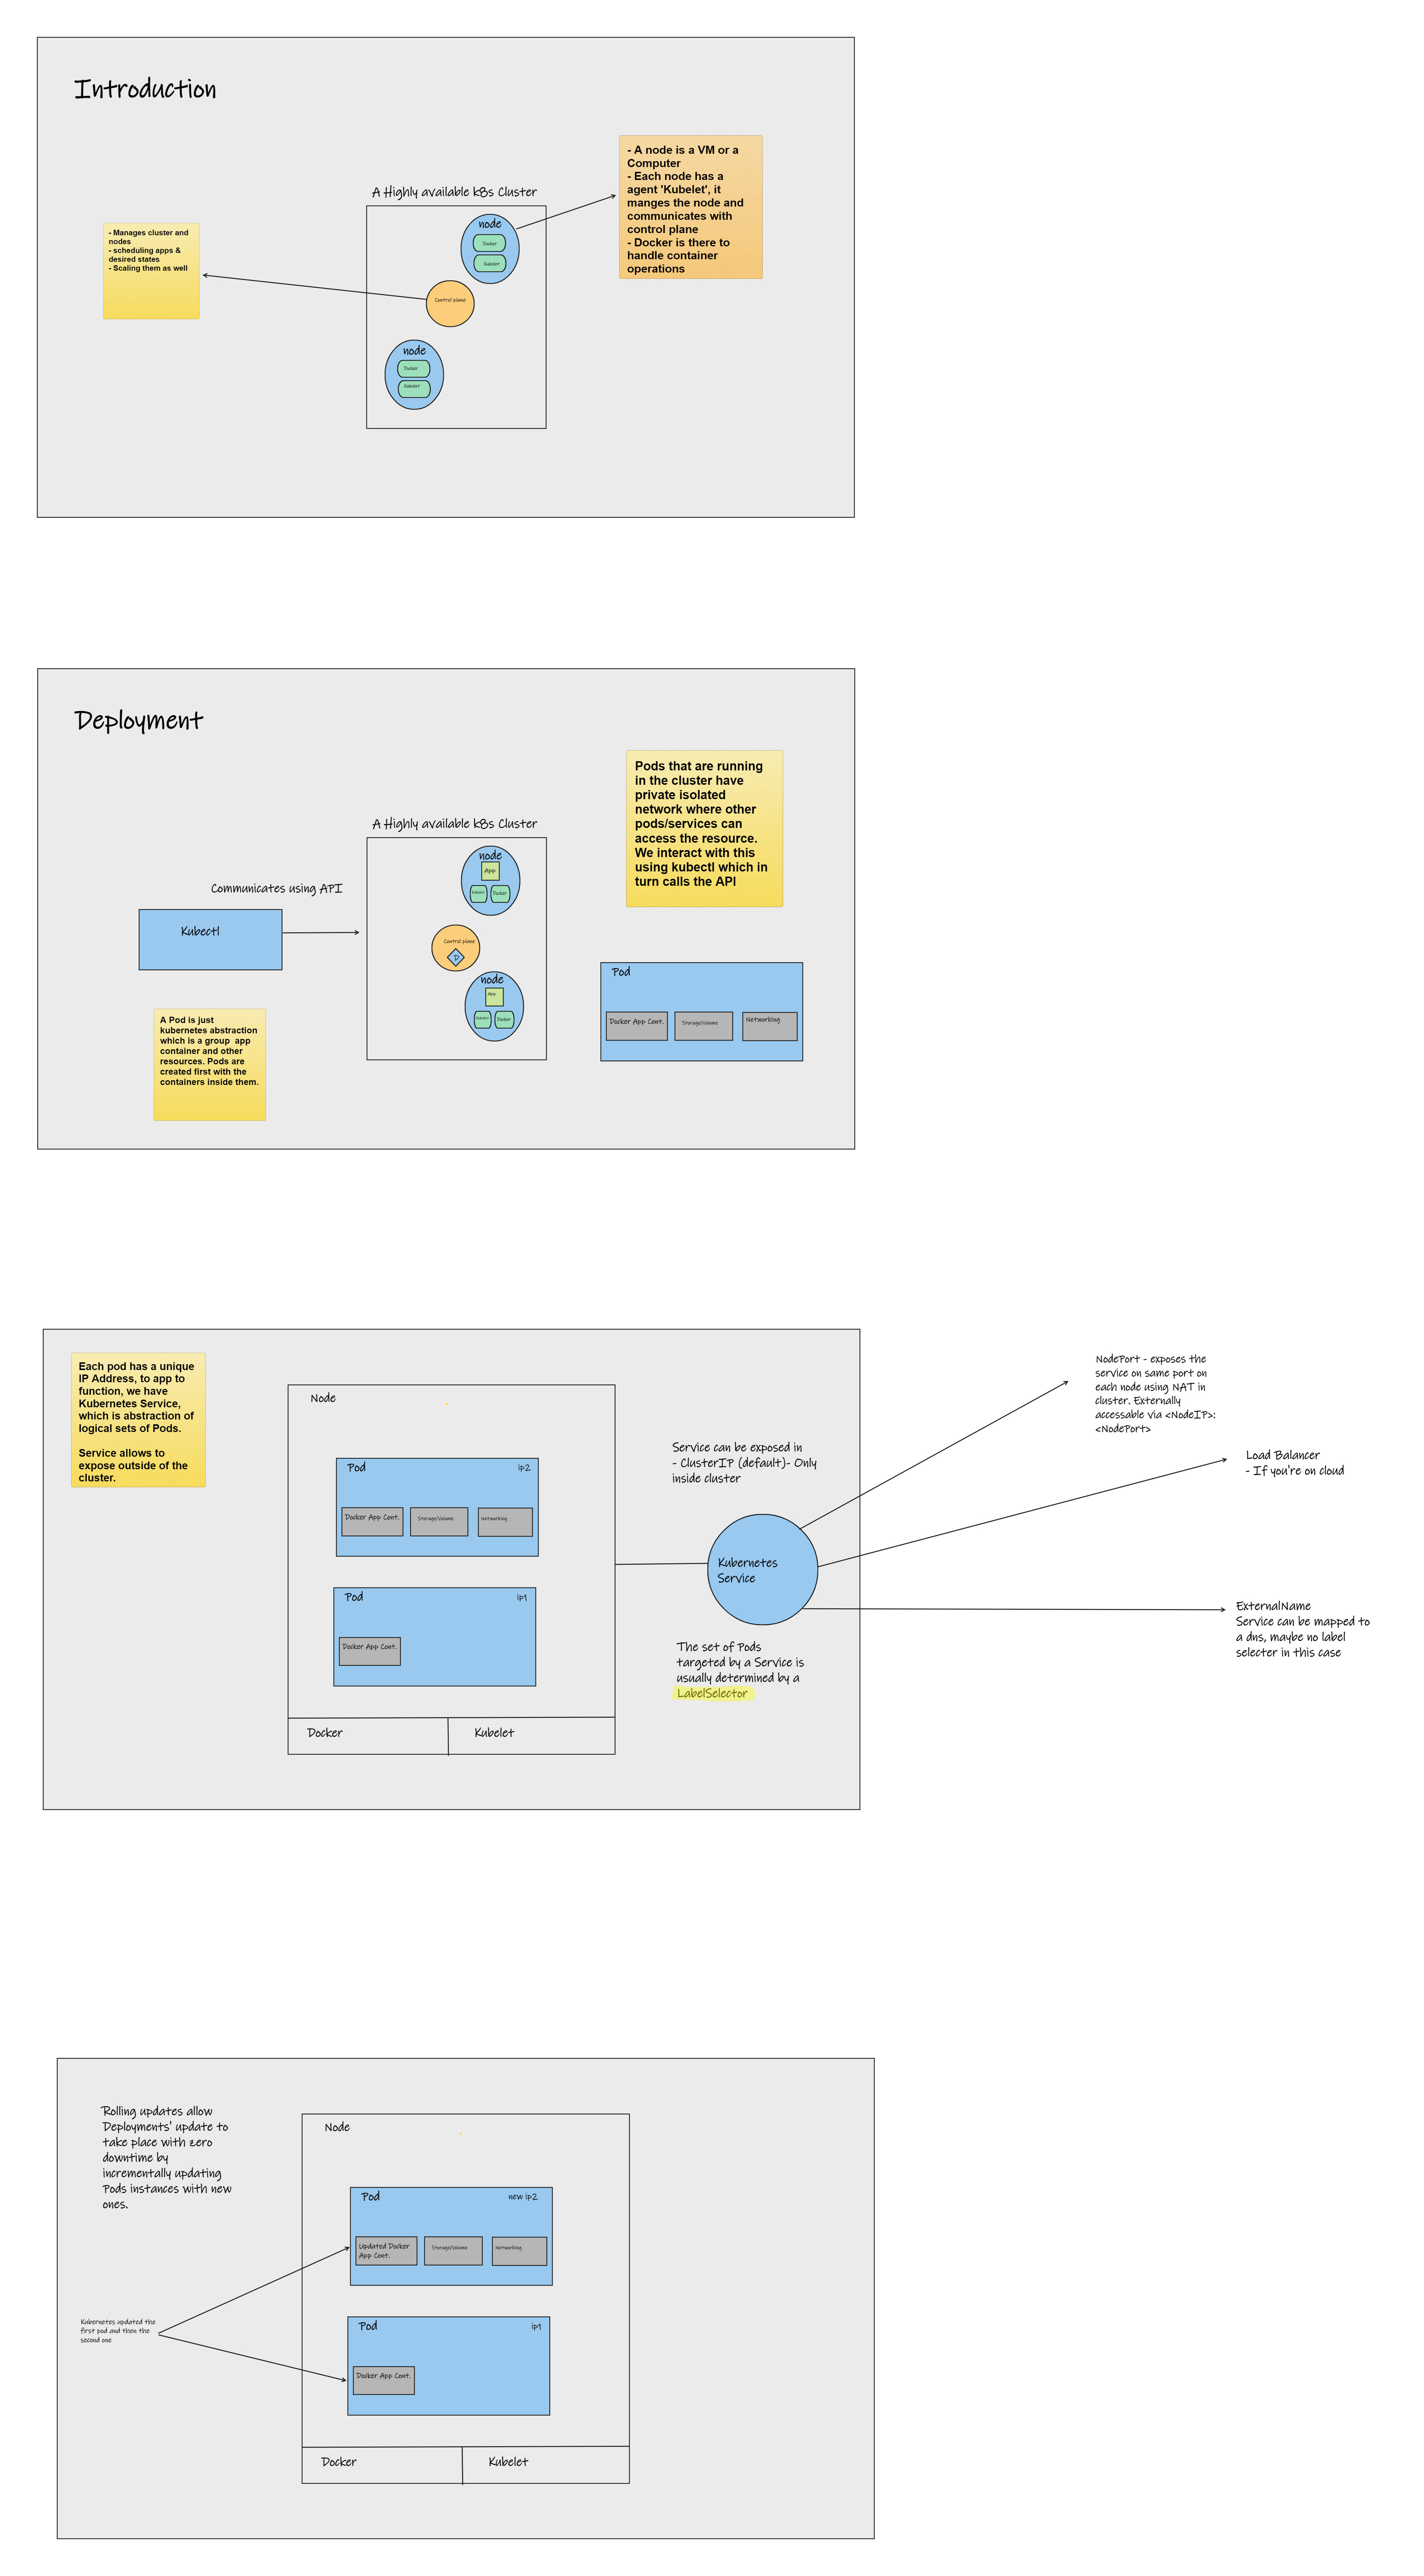 Introduction
A Highly available k8s Cluster
- A node is a VM or a
Computer
- Each node has a
agent 'Kubelet', it
manges the node and
communicates with
control plane
- Docker is there to
handle container
operations
- Manages cluster and
nodes
- scheduling apps &
desired states
- Scaling them as well
node
Docker
Kubelet
Control plane
node
Docker
Kubelet
Deployment
Pods that are running
in the cluster have
private isolated
network where other
pods/services can
access the resource.
We interact with this
using kubectl which in
turn calls the API
A Highly available k8s Cluster
Communicates using API
Kubectl
node
App
Kubelet
Docker
Control plane
D
node
App
Kubelet
Docker
Pod
Docker App Cont.
Storage/Volume
Networking
A Pod is just
kubernetes abstraction
which is a group  app
container and other
resources. Pods are
created first with the
containers inside them.
Each pod has a unique
IP Address, to app to
function, we have
Kubernetes Service,
which is abstraction of
logical sets of Pods.
Service allows to
expose outside of the
cluster.
Node
Pod
ip2
Docker App Cont.
Storage/Volume
Networking
Pod
ip1
Docker App Cont.
Docker
Kubelet
Service can be exposed in
- ClusterIP (default)- Only
inside cluster
Kubernetes
Service
The set of Pods
targeted by a Service is
usually determined by a
LabelSelector
NodePort - exposes the
service on same port on
each node using NAT in
cluster. Externally
accessable via <NodeIP>:
<NodePort>
Load Balancer
- If you're on cloud
ExternalName
Service can be mapped to
a dns, maybe no label
selecter in this case
Rolling updates allow
Deployments' update to
take place with zero
downtime by
incrementally updating
Pods instances with new
ones.
Node
Pod
new ip2
Updated Docker
App Cont.
Storage/Volume
Networking
Kubernetes updated the
first pod and then the
second one
Pod
ip1
Docker App Cont.
Docker
Kubelet